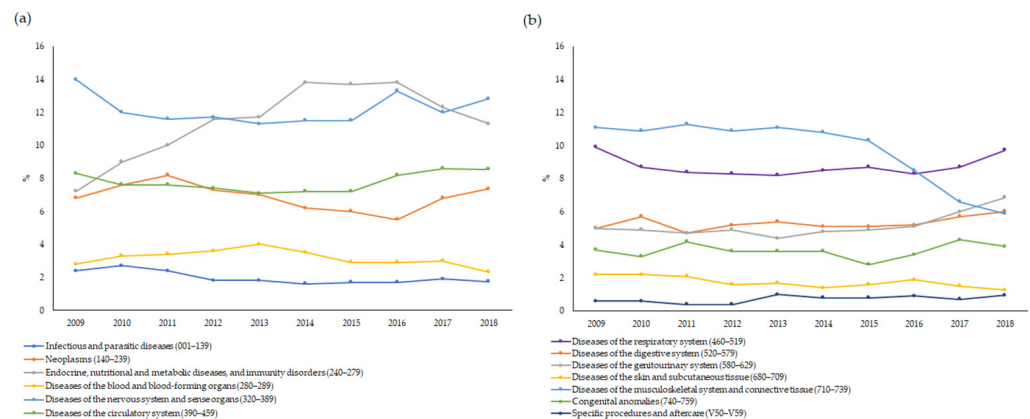 (a)
16
14
12
10
8
6
4
2
0
%
2009 2010 2011 2012 2013 2014 2015 2016 2017 2018
Infectious and parasitic diseases (001–139)
Neoplasms (140–239)
Endocrine, nutritional and metabolic diseases, and immunity disorders (240–279)
Diseases of the blood and blood-forming organs (280–289)
Diseases of the nervous system and sense organs (320–389)
Diseases of the circulatory system (390–459)
(b)
16
14
12
10
8
6
4
2
0
%
2009 2010 2011 2012 2013 2014 2015 2016 2017 2018
Diseases of the respiratory system (460–519)
Diseases of the digestive system (520–579)
Diseases of the genitourinary system (580–629)
Diseases of the skin and subcutaneous tissue (680–709)
Diseases of the musculoskeletal system and connective tissue (710–739)
Congenital anomalies (740–759)
Specific procedures and aftercare (V50–V59)